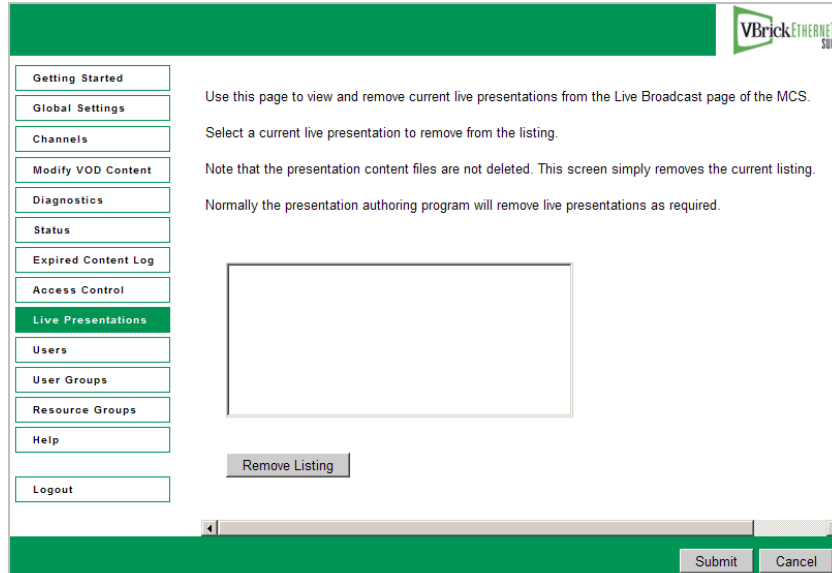 VBrick ETHERNE
Getting Started
Global Settings
Channels
Modify VOD Content
Diagnostics
Status
Expired Content Log
Access Control
Live Presentations
Users
User Groups
Resource Groups
Help
Logout
Use this page to view and remove current live presentations from the Live Broadcast page of the MCS.
Select a current live presentation to remove from the listing.
Note that the presentation content files are not deleted. This screen simply removes the current listing.
Normally the presentation authoring program will remove live presentations as required.
Remove Listing
Submit
Cancel